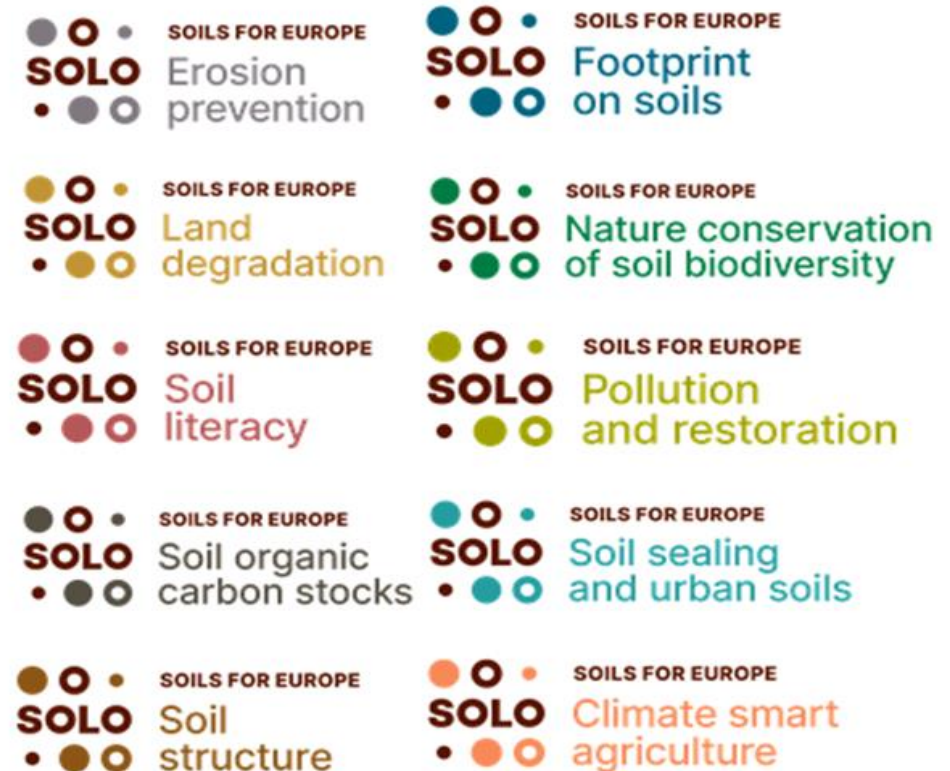 SOILS FOR EUROPE
SOLO Erosion
prevention
SOILS FOR EUROPE
SOLO Footprint
on soils
SOILS FOR EUROPE
SOLO Land
degradation
SOILS FOR EUROPE
SOLO Nature conservation
of soil biodiversity
SOILS FOR EUROPE
SOLO Soil
literacy
SOILS FOR EUROPE
SOLO Pollution
and restoration
SOILS FOR EUROPE
SOLO Soil organic
carbon stocks
SOILS FOR EUROPE
SOLO Soil sealing
and urban soils
SOILS FOR EUROPE
SOLO Soil
structure
SOILS FOR EUROPE
SOLO Climate smart
agriculture